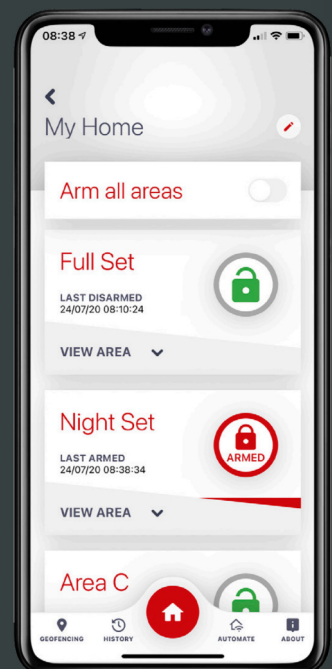 08:38
My Home
Arm all areas
Full Set
LAST DISARMED
24/07/20 08:10:24
VIEW AREA
Night Set
LAST ARMED
24/07/20 08:38:34
ARMED
VIEW AREA
Area C
GEOFENCING
HISTORY
AUTOMATE
ABOUT